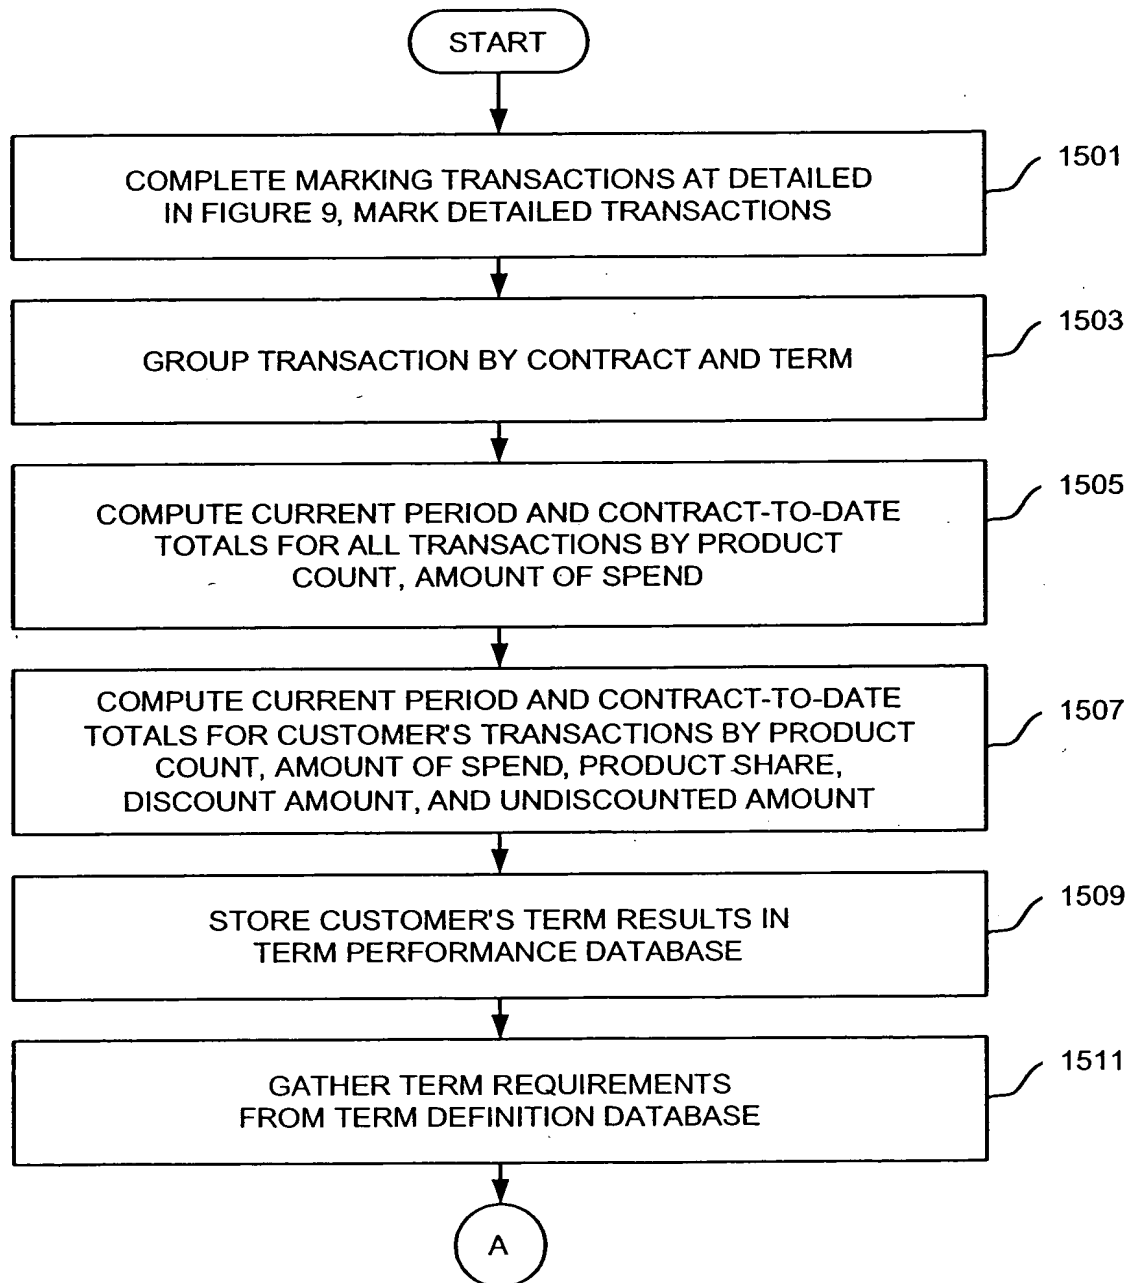 START
COMPLETE MARKING TRANSACTIONS AT DETAILED
IN FIGURE 9, MARK DETAILED TRANSACTIONS
1501
GROUP TRANSACTION BY CONTRACT AND TERM
1503
COMPUTE CURRENT PERIOD AND CONTRACT-TO-DATE
TOTALS FOR ALL TRANSACTIONS BY PRODUCT
COUNT, AMOUNT OF SPEND
1505
COMPUTE CURRENT PERIOD AND CONTRACT-TO-DATE
TOTALS FOR CUSTOMER'S TRANSACTIONS BY PRODUCT
COUNT, AMOUNT OF SPEND, PRODUCT SHARE,
DISCOUNT AMOUNT, AND UNDISCOUNTED AMOUNT
1507
STORE CUSTOMER'S TERM RESULTS IN
TERM PERFORMANCE DATABASE
1509
GATHER TERM REQUIREMENTS
FROM TERM DEFINITION DATABASE
1511
A